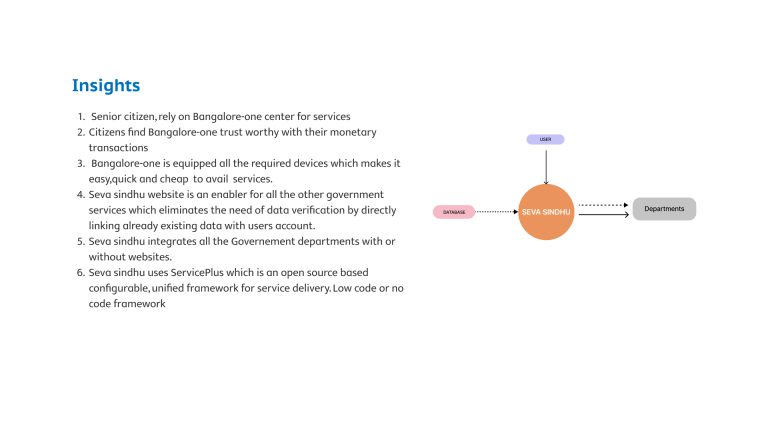 Insights
1. Senior citizen, rely on Bangalore-one center for services
2. Citizens find Bangalore-one trust worthy with their monetary
transactions
3. Bangalore-one is equipped all the required devices which makes it
easy,quick and cheap to avail services.
4. Seva sindhu website is an enabler for all the other government
services which eliminates the need of data verification by directly
linking already existing data with users account.
5. Seva sindhu integrates all the Governement departments with or
without websites.
6. Seva sindhu uses ServicePlus which is an open source based
configurable, unified framework for service delivery. Low code or no
code framework
USER
DATABASE
SEVA SINDHU
Departments